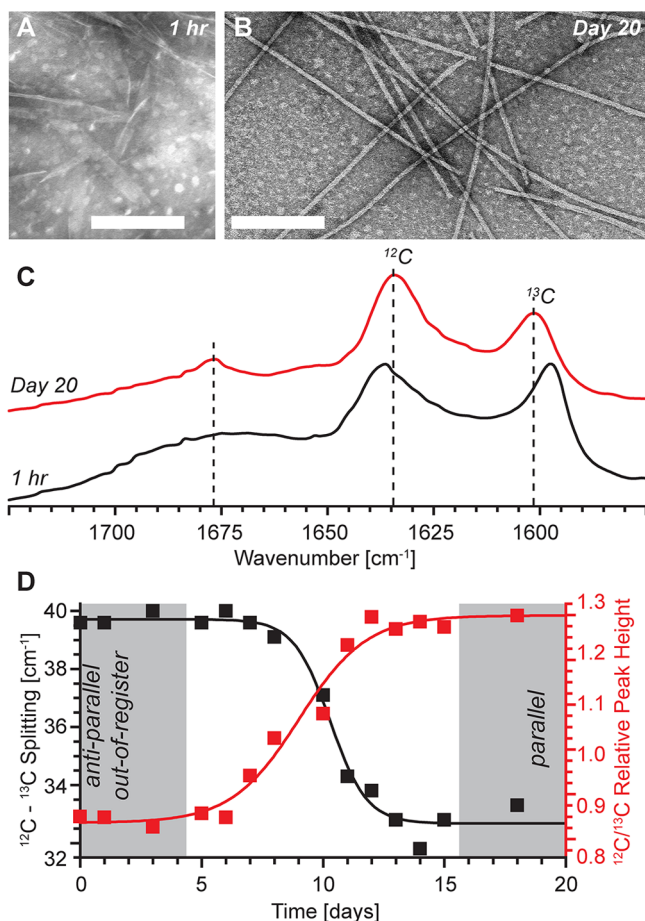 A
1 hr
B
Day 20
C
¹²C
¹³C
Day 20
1 hr
1700
1675
1650
1625
1600
Wavenumber [cm⁻¹]
D
40
38
36
34
33
32
¹²C - ¹³C Splitting [cm⁻¹]
anti-parallel
out-of-register
parallel
1.3
1.2
1.1
1.0
0.9
0.8
¹²C/¹³C Relative Peak Height
0
5
10
15
20
Time [days]